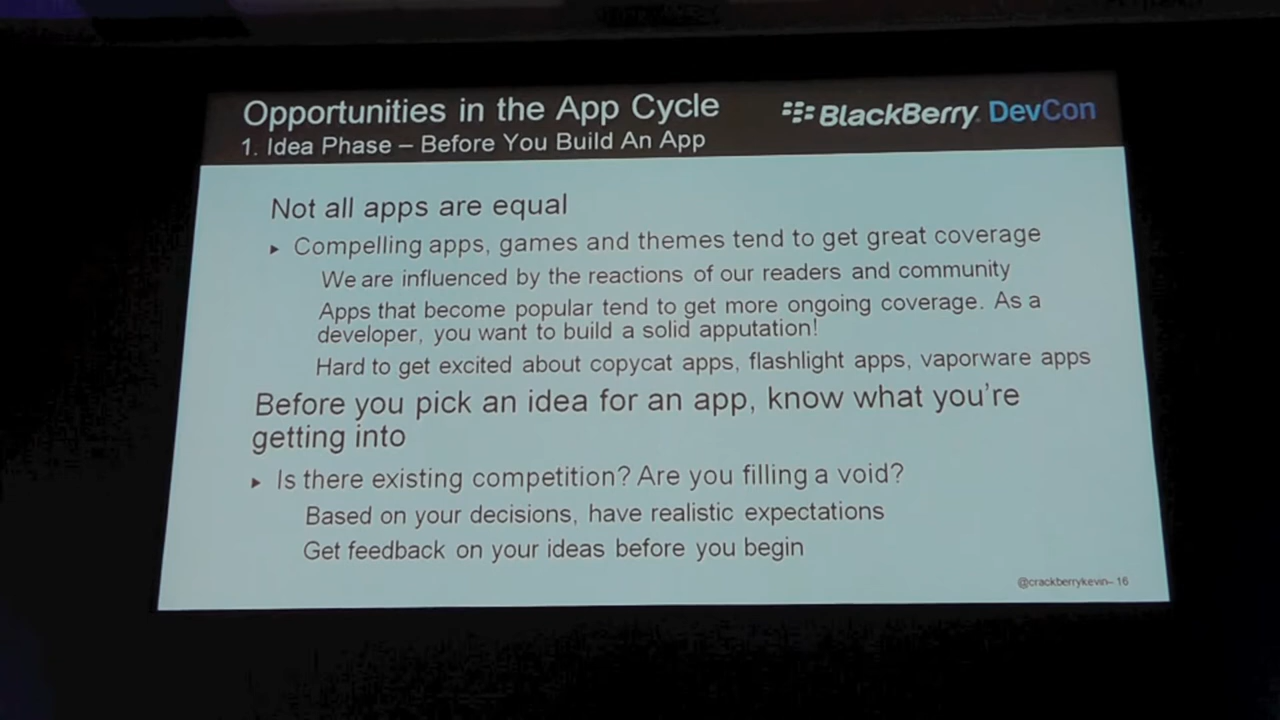 Opportunities in the App Cycle
BlackBerry. DevCon
1. Idea Phase – Before You Build An App
Not all apps are equal
▸ Compelling apps, games and themes tend to get great coverage
We are influenced by the reactions of our readers and community
Apps that become popular tend to get more ongoing coverage. As a
developer, you want to build a solid apputation!
Hard to get excited about copycat apps, flashlight apps, vaporware apps
Before you pick an idea for an app, know what you're
getting into
▸ Is there existing competition? Are you filling a void?
Based on your decisions, have realistic expectations
Get feedback on your ideas before you begin
@crackberrykevin– 16